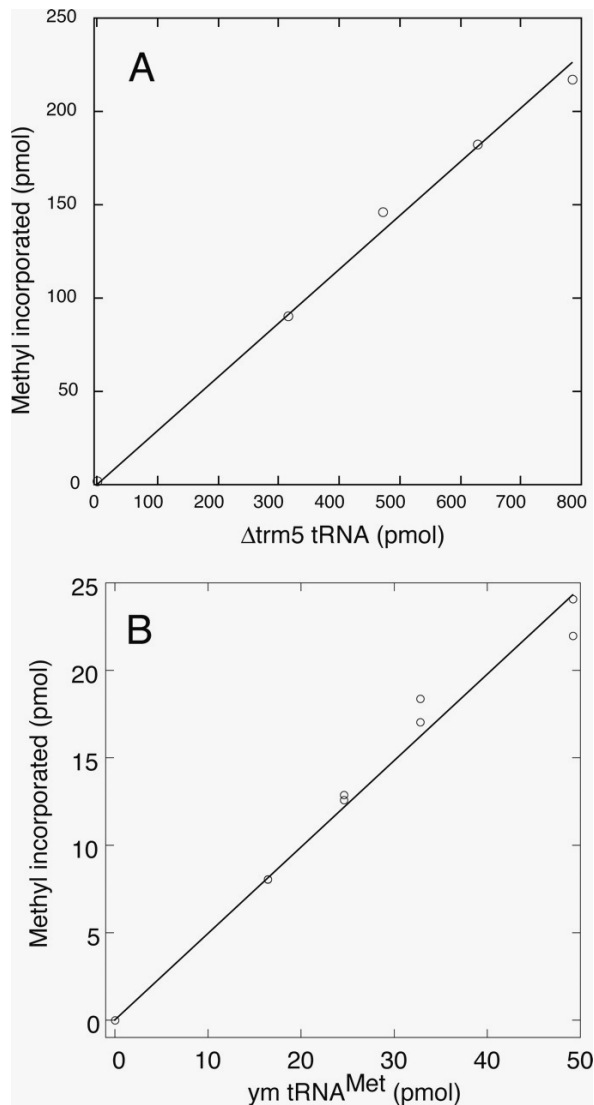 A
250
200
150
100
50
0
Methyl incorporated (pmol)
0 100 200 300 400 500 600 700 800
Δtrm5 tRNA (pmol)
B
25
20
15
10
5
0
Methyl incorporated (pmol)
0 10 20 30 40 50
ym tRNA^Met (pmol)